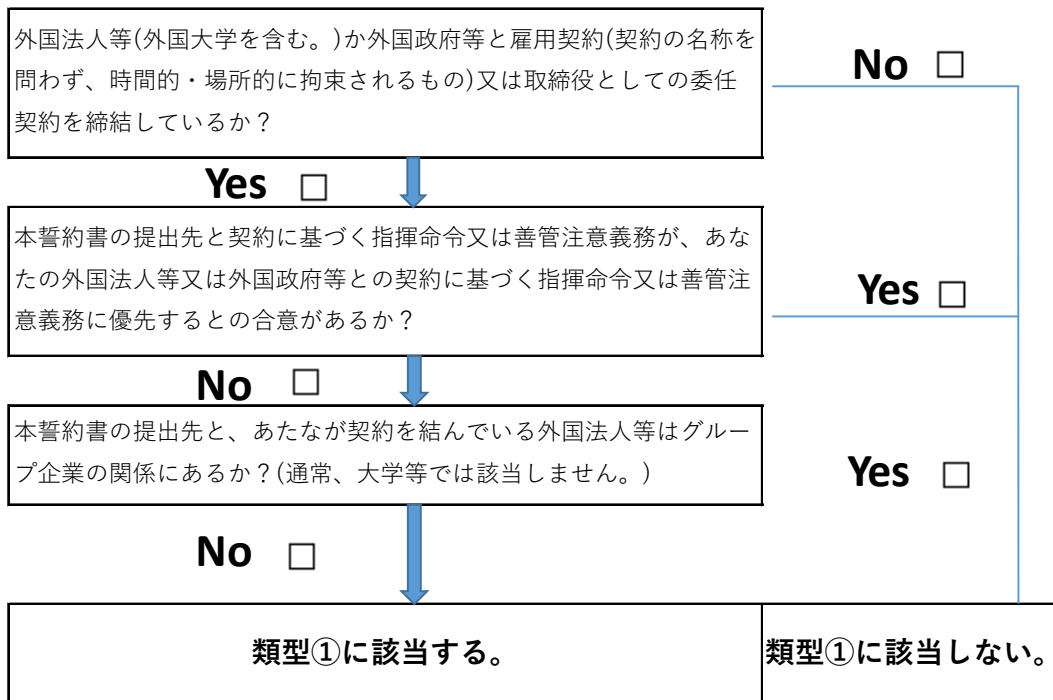 外国法人等(外国大学を含む。)か外国政府等と雇用契約(契約の名称を
問わず、時間的・場所的に拘束されるもの)又は取締役としての委任
契約を締結しているか？
No □
Yes □
本誓約書の提出先と契約に基づく指揮命令又は善管注意義務が、あな
たの外国法人等又は外国政府等との契約に基づく指揮命令又は善管注
意義務に優先するとの合意があるか？
Yes □
No □
本誓約書の提出先と、あたなが契約を結んでいる外国法人等はグルー
プ企業の関係にあるか？(通常、大学等では該当しません。)
Yes □
No □
類型①に該当する。
類型①に該当しない。